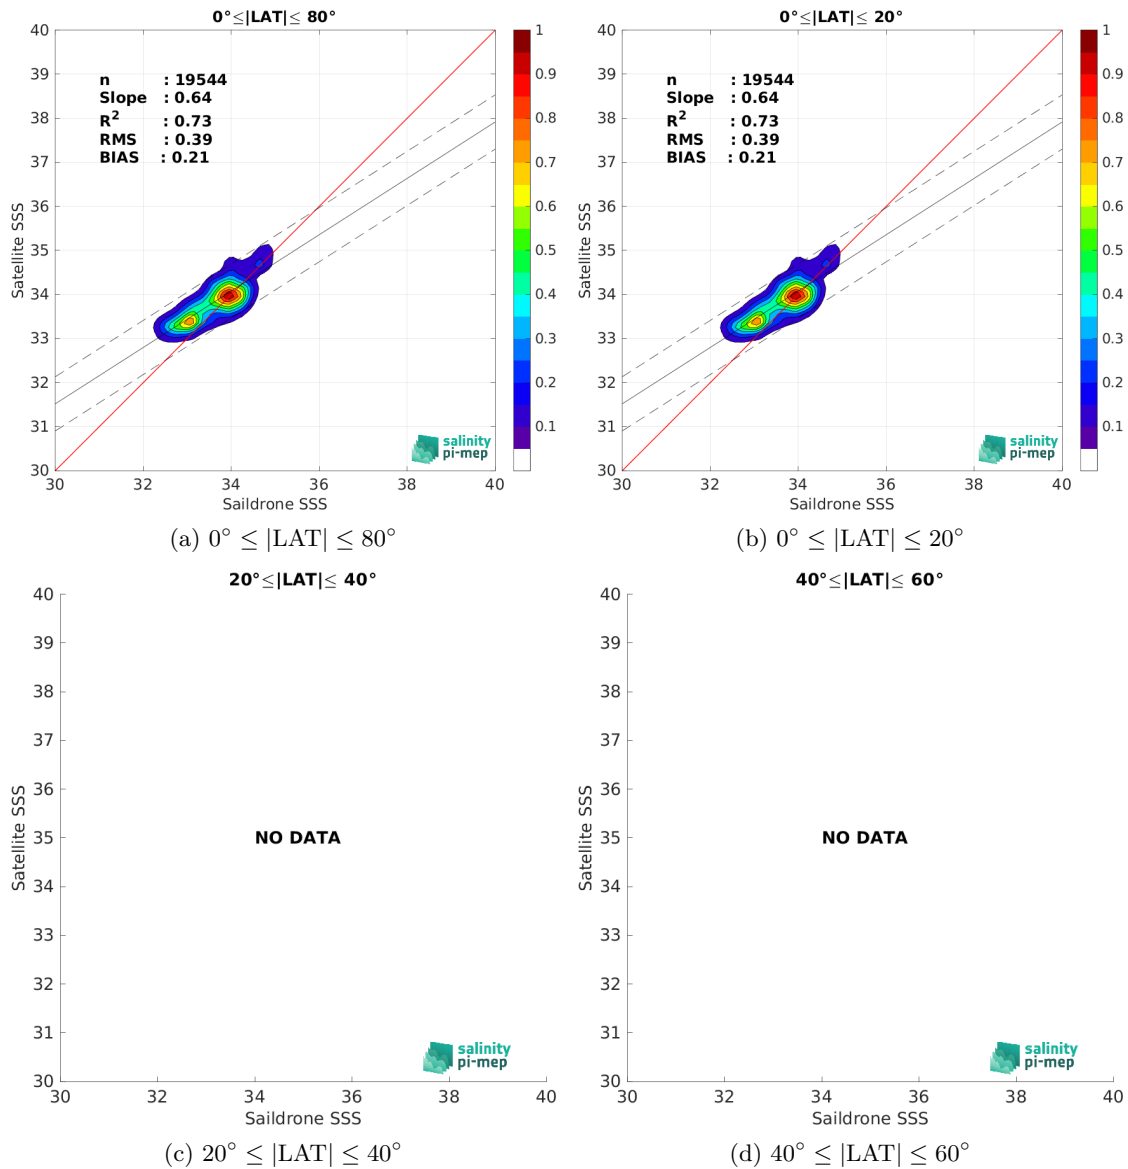 0°≤|LAT|≤ 80°
40
39
38
37
36
35
34
33
32
31
30
Satellite SSS
n : 19544
Slope : 0.64
R² : 0.73
RMS : 0.39
BIAS : 0.21
salinity
pi-mep
30 32 34 36 38 40
Saildrone SSS
1
0.9
0.8
0.7
0.6
0.5
0.4
0.3
0.2
0.1
(a) 0° ≤ |LAT| ≤ 80°
0°≤|LAT|≤ 20°
40
39
38
37
36
35
34
33
32
31
30
Satellite SSS
n : 19544
Slope : 0.64
R² : 0.73
RMS : 0.39
BIAS : 0.21
salinity
pi-mep
30 32 34 36 38 40
Saildrone SSS
1
0.9
0.8
0.7
0.6
0.5
0.4
0.3
0.2
0.1
(b) 0° ≤ |LAT| ≤ 20°
20°≤|LAT|≤ 40°
40
39
38
37
36
35
34
33
32
31
30
Satellite SSS
NO DATA
salinity
pi-mep
30 32 34 36 38 40
Saildrone SSS
(c) 20° ≤ |LAT| ≤ 40°
40°≤|LAT|≤ 60°
40
39
38
37
36
35
34
33
32
31
30
Satellite SSS
NO DATA
salinity
pi-mep
30 32 34 36 38 40
Saildrone SSS
(d) 40° ≤ |LAT| ≤ 60°